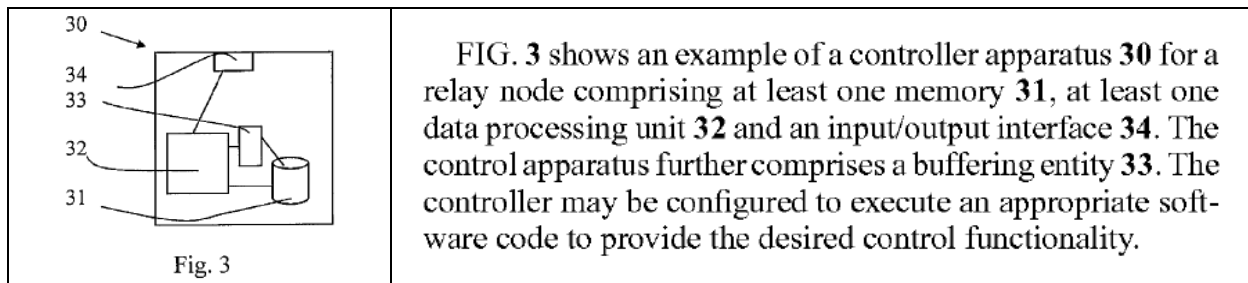 30
34
33
32
31
Fig. 3
FIG. 3 shows an example of a controller apparatus 30 for a
relay node comprising at least one memory 31, at least one
data processing unit 32 and an input/output interface 34. The
control apparatus further comprises a buffering entity 33. The
controller may be configured to execute an appropriate soft-
ware code to provide the desired control functionality.